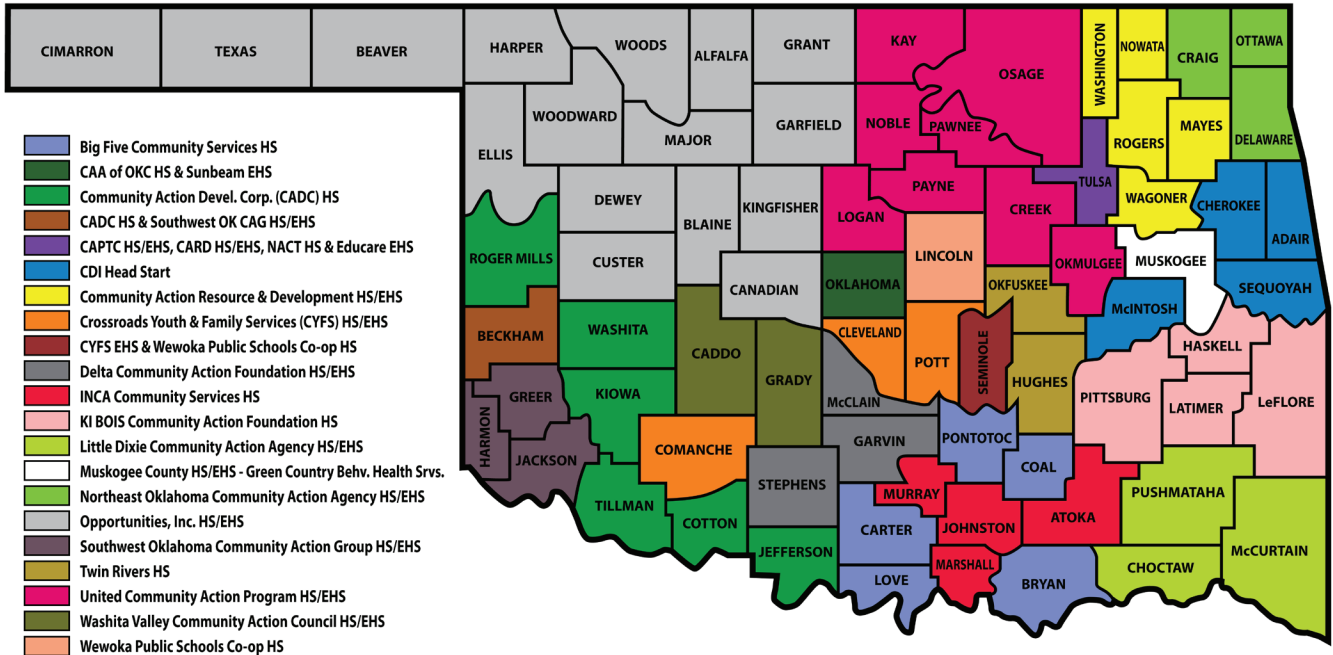 CIMARRON
TEXAS
BEAVER
HARPER
WOODS
ALFALFA
GRANT
KAY
OSAGE
WASHINGTON
NOWATA
CRAIG
OTTAWA
WOODWARD
MAJOR
GARFIELD
NOBLE
PAWNEE
ROGERS
MAYES
DELAWARE
ELLIS
DEWEY
BLAINE
KINGFISHER
LOGAN
PAYNE
CREEK
TULSA
WAGONER
CHEROKEE
ADAIR
ROGER MILLS
CUSTER
CANADIAN
OKLAHOMA
LINCOLN
OKFUSKEE
OKMULGEE
MUSKOGEE
SEQUOYAH
McINTOSH
BECKHAM
WASHITA
CADDO
GRADY
CLEVELAND
POTT
SEMINOLE
HUGHES
HASKELL
PITTSBURG
LATIMER
LeFLORE
HARMON
GREER
KIOWA
McCLAIN
JACKSON
COMANCHE
GARVIN
PONTOTOC
COAL
STEPHENS
MURRAY
PUSHMATAHA
TILLMAN
COTTON
CARTER
JOHNSTON
ATOKA
JEFFERSON
MARSHALL
McCURTAIN
LOVE
BRYAN
CHOCTAW
Big Five Community Services HS
CAA of OKC HS & Sunbeam EHS
Community Action Devel. Corp. (CADC) HS
CADC HS & Southwest OK CAG HS/EHS
CAPTC HS/EHS, CARD HS/EHS, NACT HS & Educare EHS
CDI Head Start
Community Action Resource & Development HS/EHS
Crossroads Youth & Family Services (CYFS) HS/EHS
CYFS EHS & Wewoka Public Schools Co-op HS
Delta Community Action Foundation HS/EHS
INCA Community Services HS
KI BOIS Community Action Foundation HS
Little Dixie Community Action Agency HS/EHS
Muskogee County HS/EHS - Green Country Behv. Health Srvs.
Northeast Oklahoma Community Action Agency HS/EHS
Opportunities, Inc. HS/EHS
Southwest Oklahoma Community Action Group HS/EHS
Twin Rivers HS
United Community Action Program HS/EHS
Washita Valley Community Action Council HS/EHS
Wewoka Public Schools Co-op HS